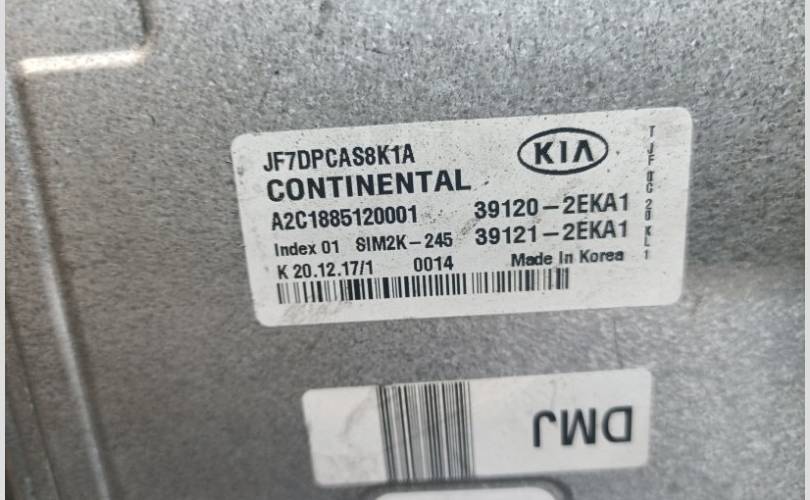 JF7DPCAS8K1A
KIA
CONTINENTAL
A2C1885120001
39120-2EKA1
Index 01 SIM2K-245
39121-2EKA1
K 20.12.17/1 0014
Made In Korea
DMJ